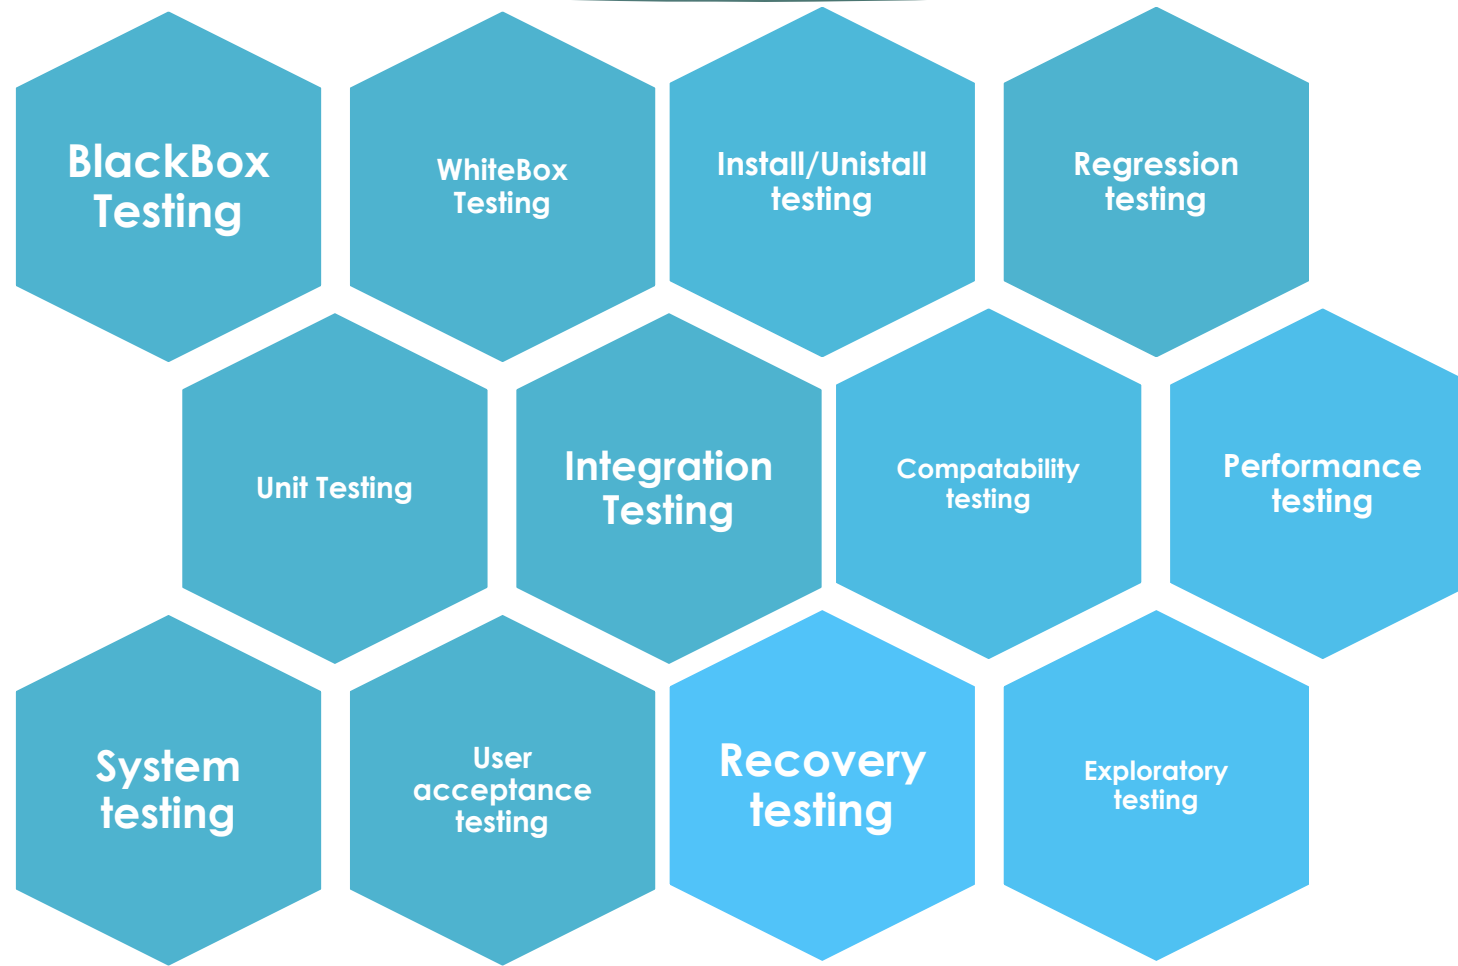 BlackBox
Testing
WhiteBox
Testing
Install/Unistall
testing
Regression
testing
Unit Testing
Integration
Testing
Compatability
testing
Performance
testing
System
testing
User
acceptance
testing
Recovery
testing
Exploratory
testing